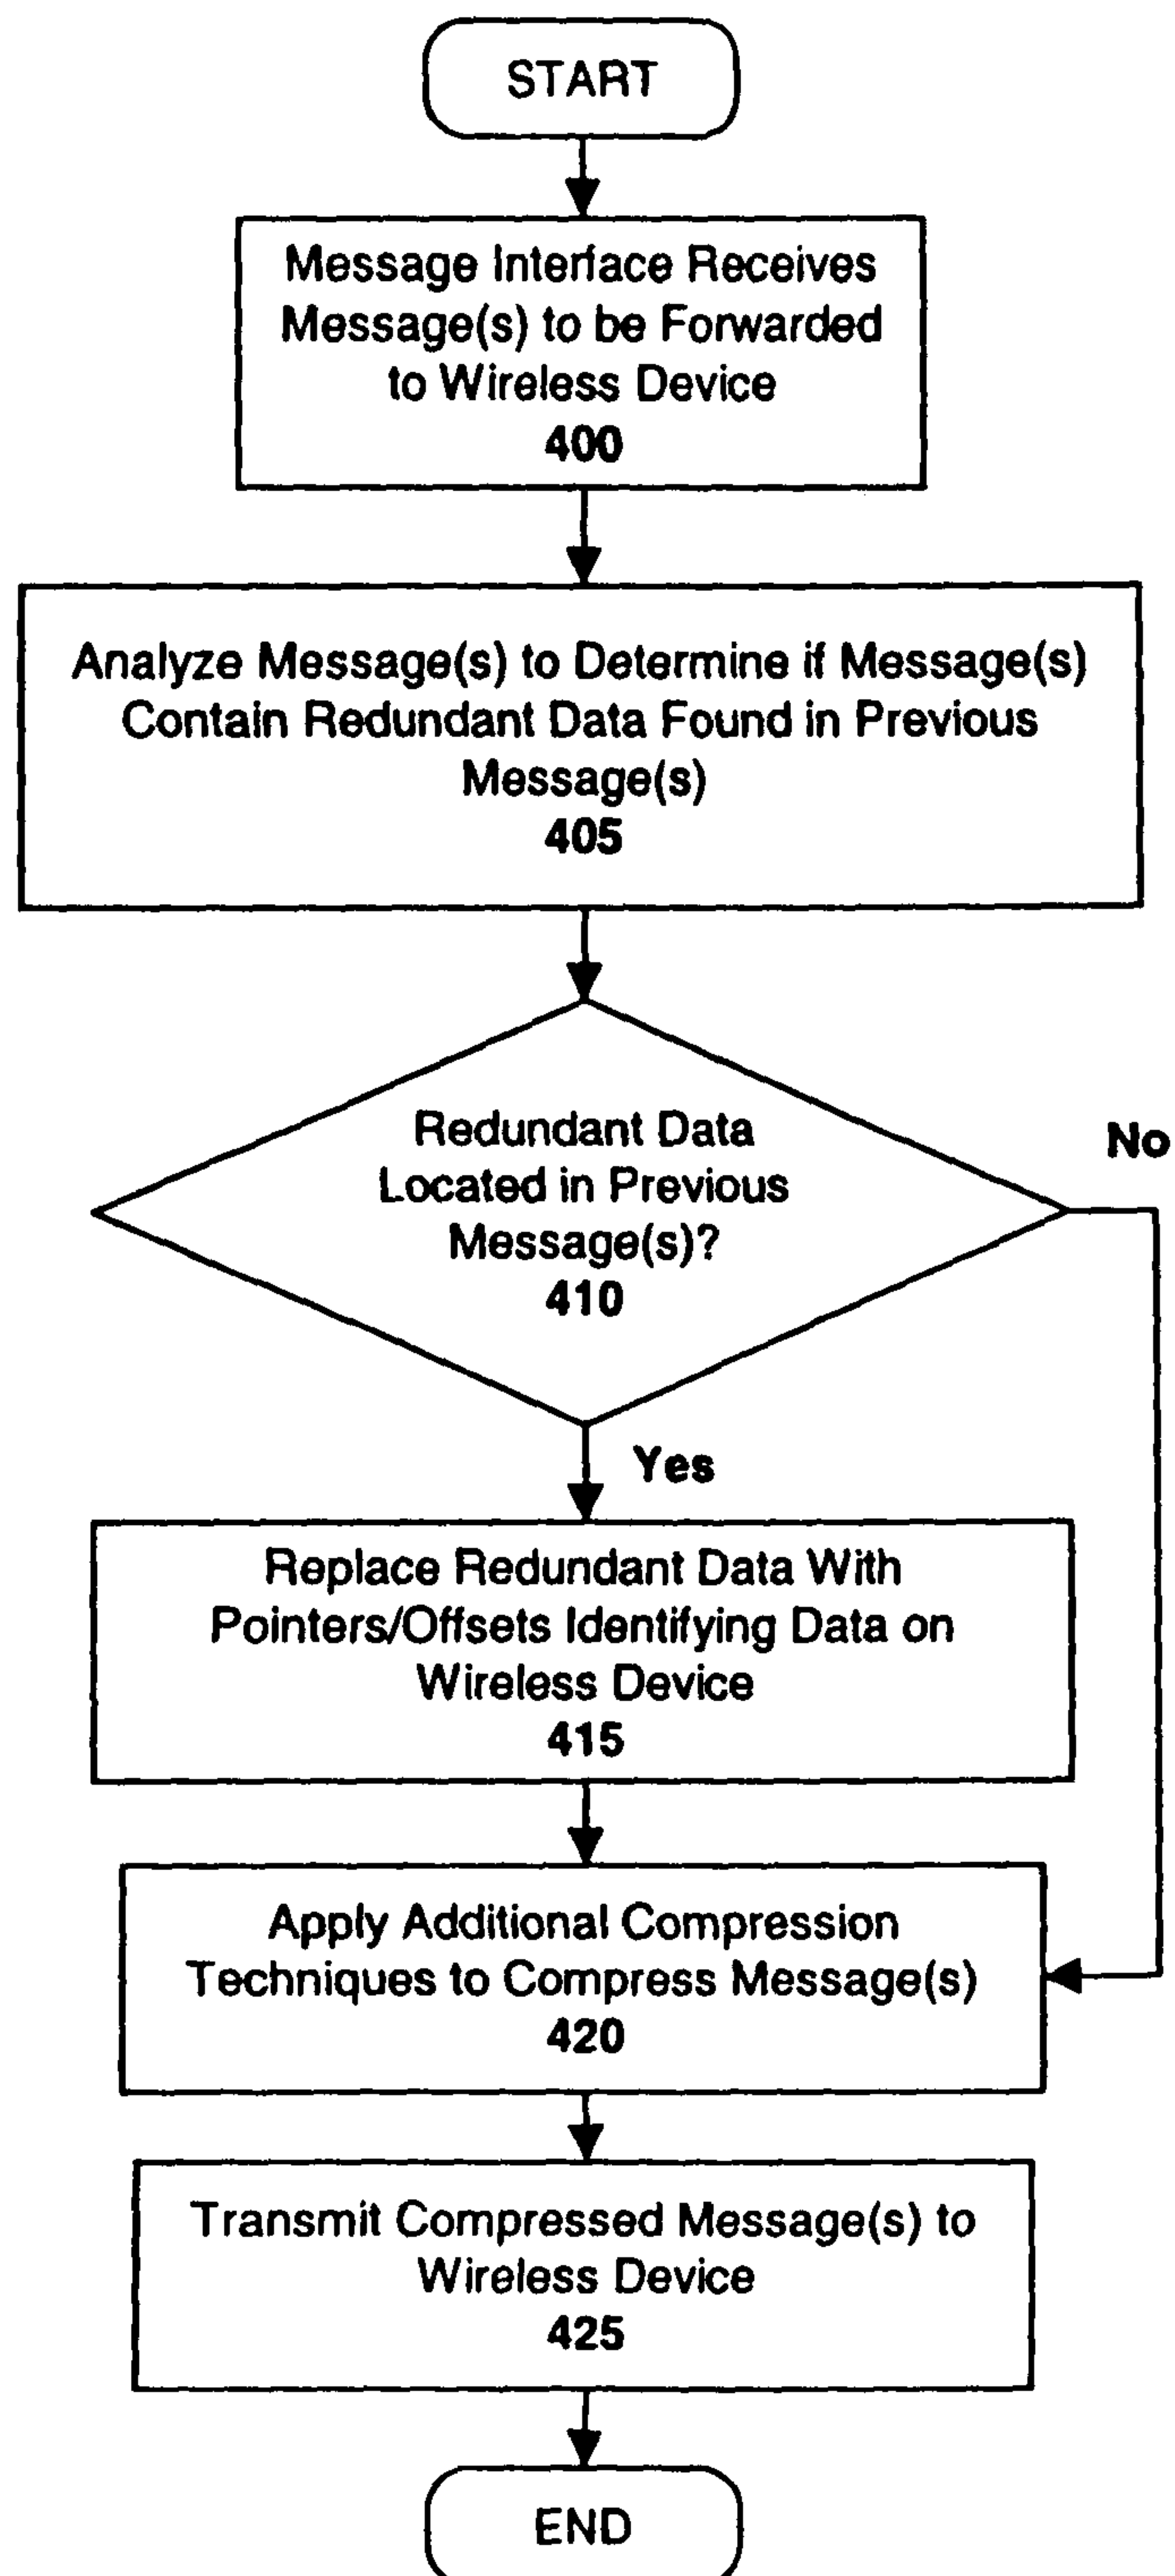 START
Message Interface Receives
Message(s) to be Forwarded
to Wireless Device
400
Analyze Message(s) to Determine if Message(s)
Contain Redundant Data Found in Previous
Message(s)
405
Redundant Data
Located in Previous
Message(s)?
410
No
Yes
Replace Redundant Data With
Pointers/Offsets Identifying Data on
Wireless Device
415
Apply Additional Compression
Techniques to Compress Message(s)
420
Transmit Compressed Message(s) to
Wireless Device
425
END